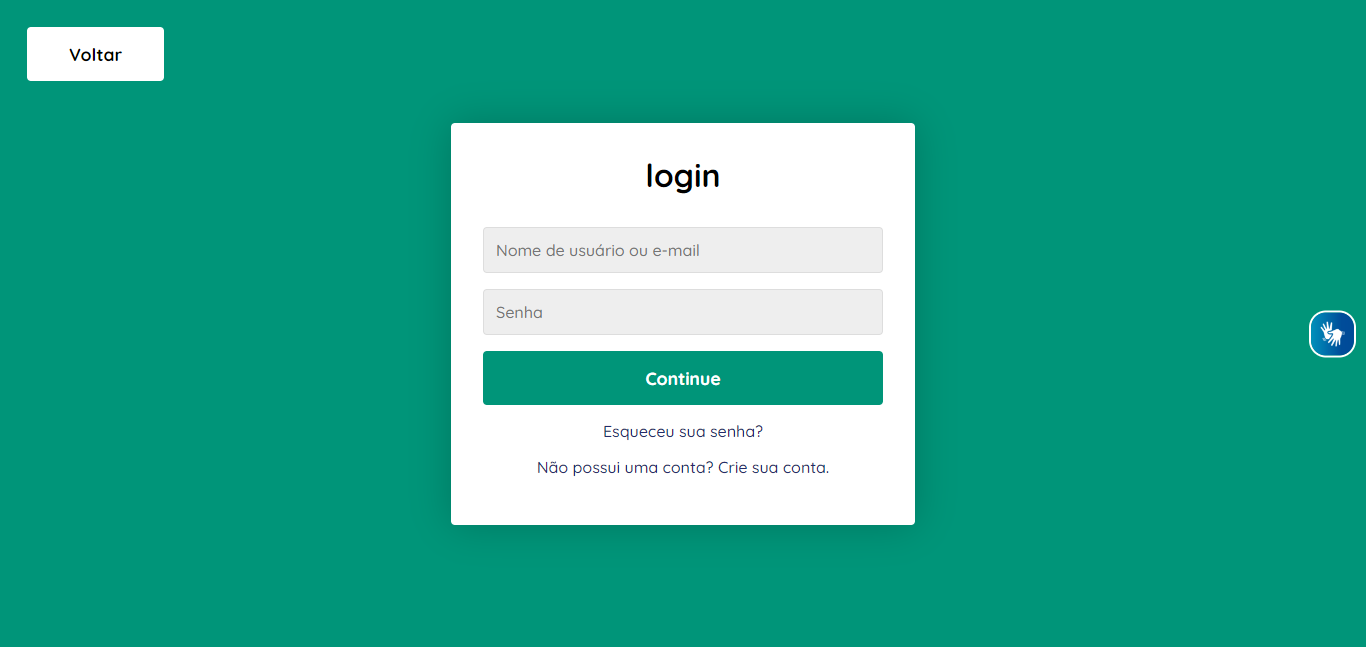 Voltar
login
Nome de usuário ou e-mail
Senha
Continue
Esqueceu sua senha?
Não possui uma conta? Crie sua conta.